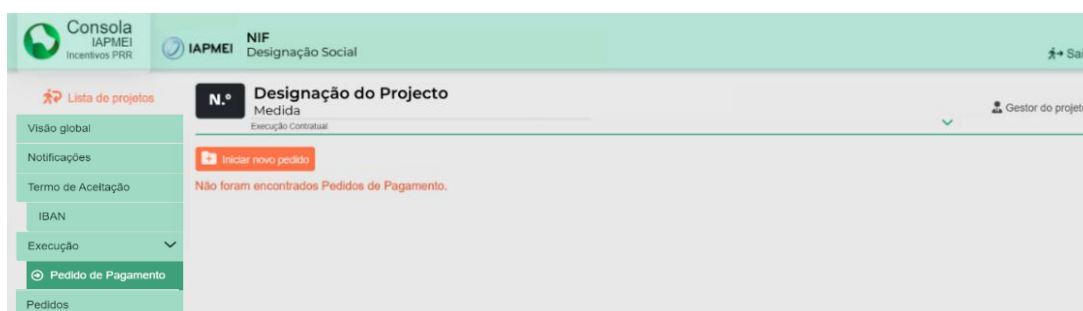 Consola
IAPMEI
Incentivos PRR
IAPMEI
NIF
Designação Social
Sai
Lista de projetos
N.º
Designação do Projecto
Medida
Execução Contratual
Gestor do projet
Visão global
Notificações
Termo de Aceitação
IBAN
Execução
Pedido de Pagamento
Pedidos
Iniciar novo pedido
Não foram encontrados Pedidos de Pagamento.